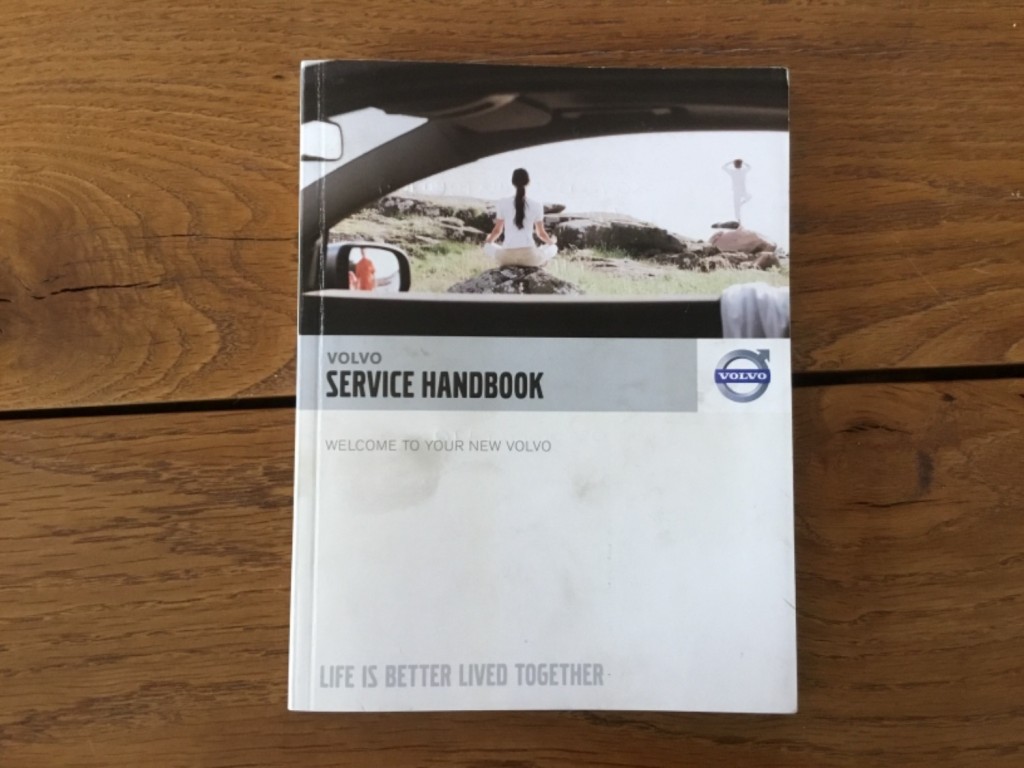 VOLVO
SERVICE HANDBOOK
VOLVO
WELCOME TO YOUR NEW VOLVO
LIFE IS BETTER LIVED TOGETHER